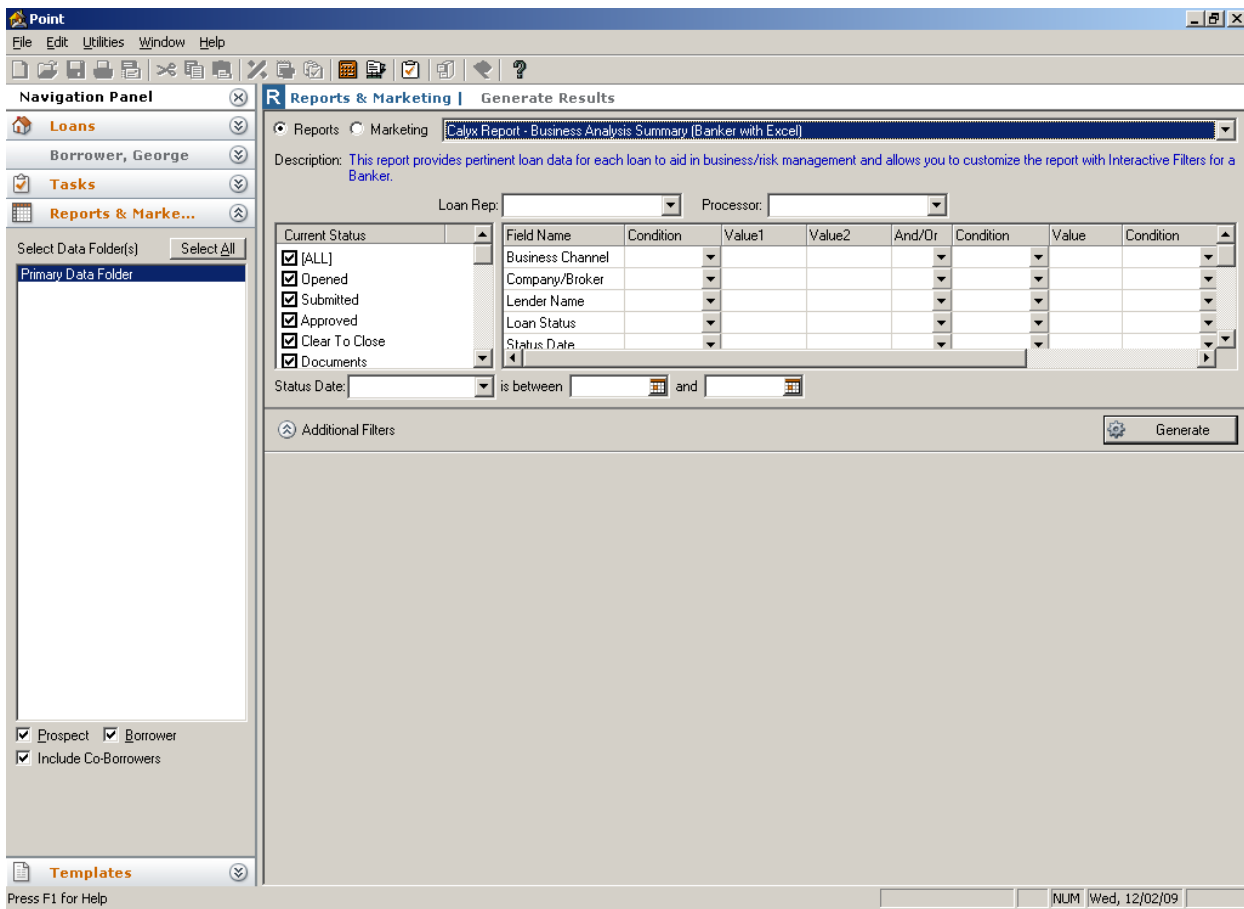 Point
File Edit Utilities Window Help
Navigation Panel
R Reports & Marketing | Generate Results
Loans
Borrower, George
Tasks
Reports & Marke...
Select Data Folder(s) Select All
Primary Data Folder
Prospect Borrower
Include Co-Borrowers
Templates
Reports Marketing Calyx Report - Business Analysis Summary (Banker with Excel)
Description: This report provides pertinent loan data for each loan to aid in business/risk management and allows you to customize the report with Interactive Filters for a
Banker.
Loan Rep: Processor:
Current Status
[ALL]
Opened
Submitted
Approved
Clear To Close
Documents
Field Name Condition Value1 Value2 And/Or Condition Value Condition
Business Channel
Company/Broker
Lender Name
Loan Status
Status Date
Status Date: is between and
Additional Filters Generate
Press F1 for Help NUM Wed, 12/02/09